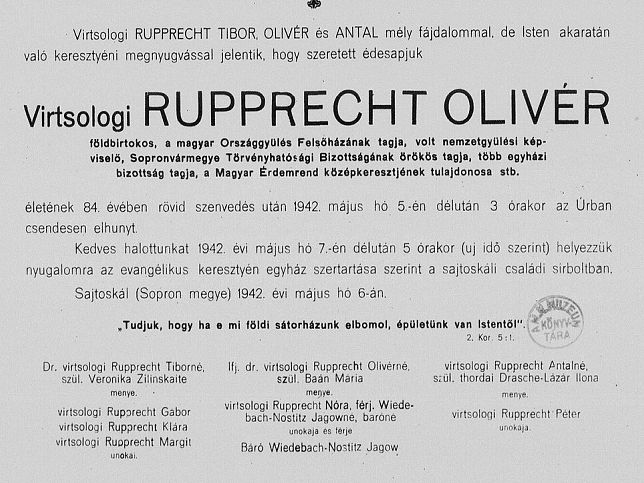 Virtsologi RUPPRECHT TIBOR, OLIVÉR és ANTAL mély fájdalommal, de Isten akaratán
való keresztyéni megnyugvással jelentik, hogy szeretett édesapjuk
Virtsologi RUPPRECHT OLIVÉR
földbirtokos, a magyar Országgyülés Felsőházának tagja, volt nemzetgyülési kép-
viselő, Sopronvármegye Törvényhatósági Bizottságának örökös tagja, több egyházi
bizottság tagja, a Magyar Érdemrend középkeresztjének tulajdonosa stb.
életének 84. évében rövid szenvedés után 1942. május hó 5.-én délután 3 órakor az Úrban
csendesen elhunyt.
Kedves halottunkat 1942. évi május hó 7.-én délután 5 órakor (uj idő szerint) helyezzük
nyugalomra az evangélikus keresztyén egyház szertartása szerint a sajtoskáli családi sirboltban.
Sajtoskál (Sopron megye) 1942. évi május hó 6-án.
„Tudjuk, hogy ha e mi földi sátorházunk elbomol, épületünk van Istentől".
2. Kor. 5:1.
MUZEUM
KÖNYV-
TÁRA
Dr. virtsologi Rupprecht Tiborné,
szül. Veronika Zilinskaite
menye.
virtsologi Rupprecht Gábor
virtsologi Rupprecht Klára
virtsologi Rupprecht Margit
unokai.
Ifj. dr. virtsologi Rupprecht Olivérné,
szül. Baán Mária
menye.
virtsologi Rupprecht Nóra, férj. Wiede-
bach-Nostitz Jagowné, báróné
unokája és férje
Báró Wiedebach-Nostitz Jagow
virtsologi Rupprecht Antalné,
szül. thordai Drasche-Lázár Ilona
menye.
virtsologi Rupprecht Péter
unokája.